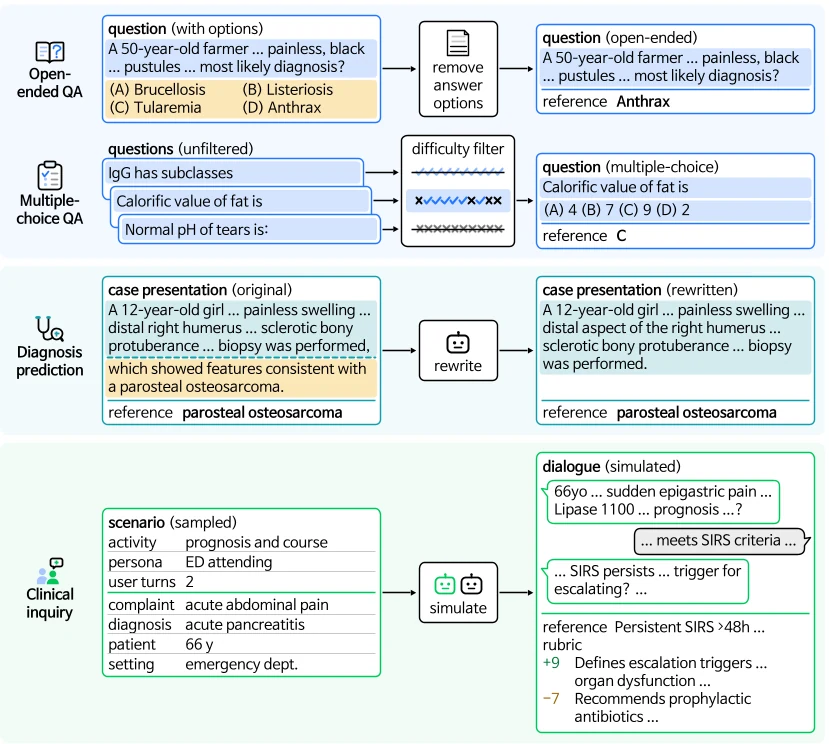 Open-
ended QA
question (with options)
A 50-year-old farmer ... painless, black
... pustules ... most likely diagnosis?
(A) Brucellosis (B) Listeriosis
(C) Tularemia (D) Anthrax
remove
answer
options
question (open-ended)
A 50-year-old farmer ... painless, black
... pustules ... most likely diagnosis?
reference Anthrax
Multiple-
choice QA
questions (unfiltered)
IgG has subclasses
Calorific value of fat is
Normal pH of tears is:
difficulty filter
question (multiple-choice)
Calorific value of fat is
(A) 4 (B) 7 (C) 9 (D) 2
reference C
Diagnosis
prediction
case presentation (original)
A 12-year-old girl ... painless swelling ...
distal right humerus ... sclerotic bony
protuberance ... biopsy was performed,
which showed features consistent with
a parosteal osteosarcoma.
reference parosteal osteosarcoma
rewrite
case presentation (rewritten)
A 12-year-old girl ... painless swelling ...
distal aspect of the right humerus ...
sclerotic bony protuberance ... biopsy
was performed.
reference parosteal osteosarcoma
Clinical
inquiry
scenario (sampled)
activity prognosis and course
persona ED attending
user turns 2
complaint acute abdominal pain
diagnosis acute pancreatitis
patient 66 y
setting emergency dept.
simulate
dialogue (simulated)
66yo ... sudden epigastric pain ...
Lipase 1100 ... prognosis ...?
... meets SIRS criteria ...
... SIRS persists ... trigger for
escalating? ...
reference Persistent SIRS >48h ...
rubric
+9 Defines escalation triggers ...
organ dysfunction ...
−7 Recommends prophylactic
antibiotics ...